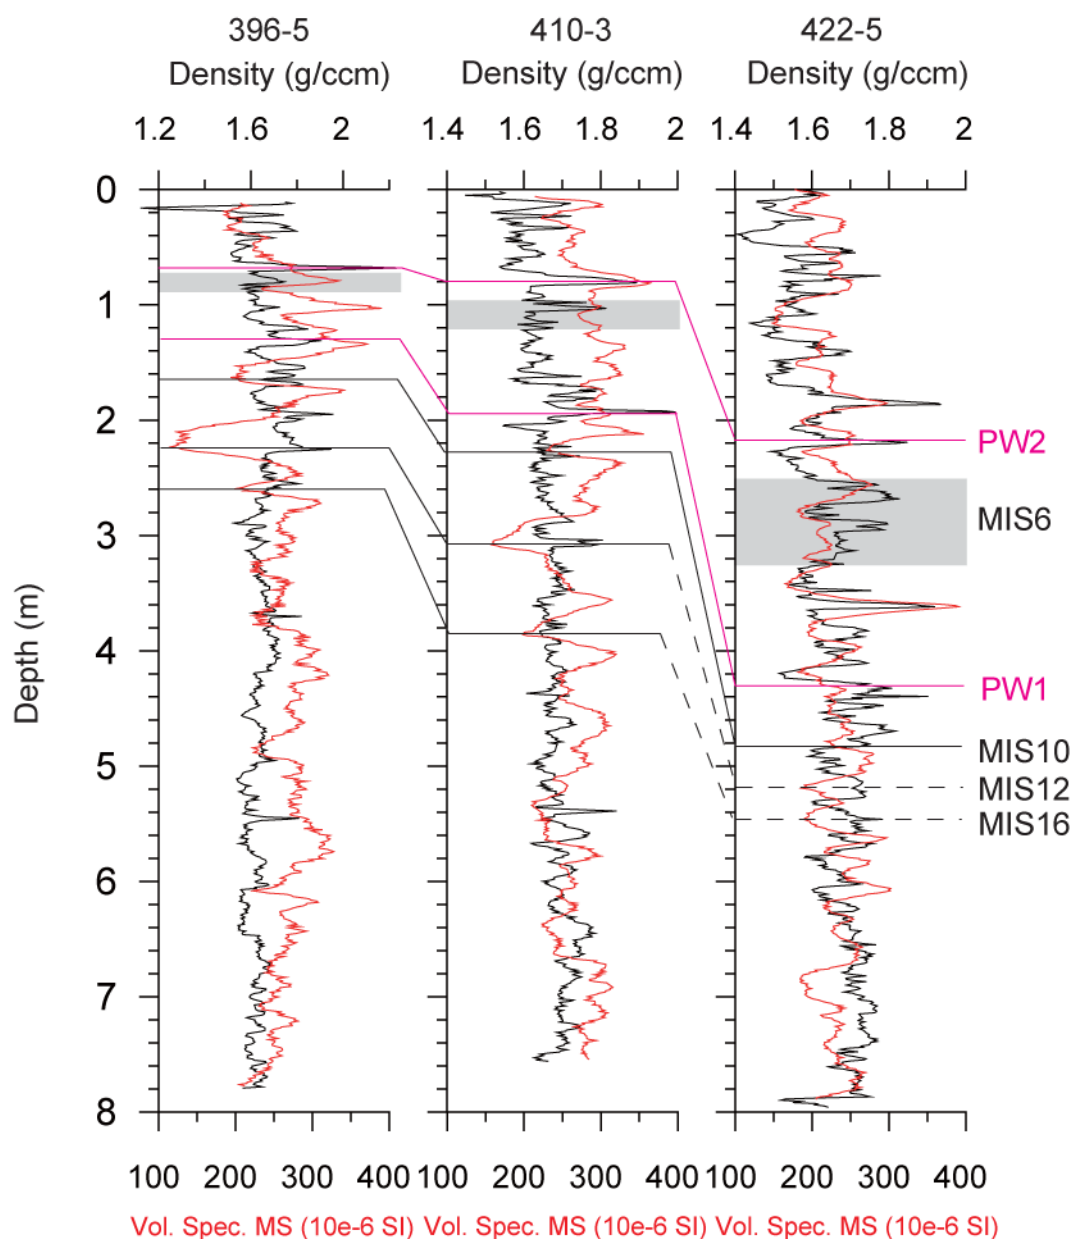 396-5 410-3 422-5
Density (g/ccm) Density (g/ccm) Density (g/ccm)
1.2 1.6 2 1.4 1.6 1.8 2 1.4 1.6 1.8 2
0
1
2
PW2
MIS6
3
Depth (m)
4
PW1
MIS10
5
MIS12
MIS16
6
7
8
100 200 300 400 100 200 300 400 100 200 300 400
Vol. Spec. MS (10e-6 SI) Vol. Spec. MS (10e-6 SI) Vol. Spec. MS (10e-6 SI)